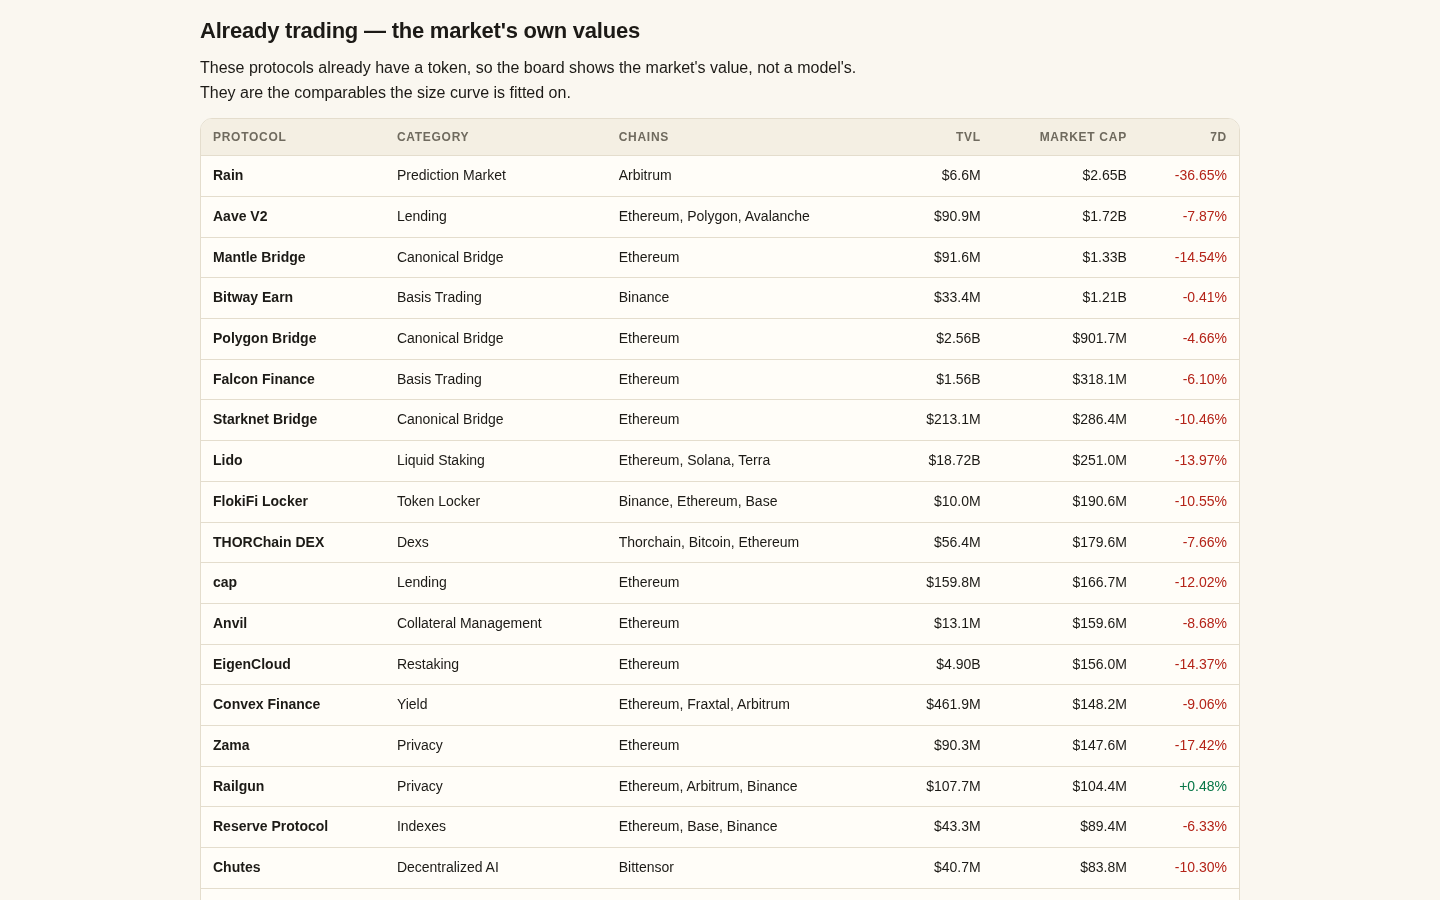 Already trading — the market's own values
These protocols already have a token, so the board shows the market's value, not a model's.
They are the comparables the size curve is fitted on.
PROTOCOL CATEGORY CHAINS TVL MARKET CAP 7D
Rain Prediction Market Arbitrum $6.6M $2.65B -36.65%
Aave V2 Lending Ethereum, Polygon, Avalanche $90.9M $1.72B -7.87%
Mantle Bridge Canonical Bridge Ethereum $91.6M $1.33B -14.54%
Bitway Earn Basis Trading Binance $33.4M $1.21B -0.41%
Polygon Bridge Canonical Bridge Ethereum $2.56B $901.7M -4.66%
Falcon Finance Basis Trading Ethereum $1.56B $318.1M -6.10%
Starknet Bridge Canonical Bridge Ethereum $213.1M $286.4M -10.46%
Lido Liquid Staking Ethereum, Solana, Terra $18.72B $251.0M -13.97%
FlokiFi Locker Token Locker Binance, Ethereum, Base $10.0M $190.6M -10.55%
THORChain DEX Dexs Thorchain, Bitcoin, Ethereum $56.4M $179.6M -7.66%
cap Lending Ethereum $159.8M $166.7M -12.02%
Anvil Collateral Management Ethereum $13.1M $159.6M -8.68%
EigenCloud Restaking Ethereum $4.90B $156.0M -14.37%
Convex Finance Yield Ethereum, Fraxtal, Arbitrum $461.9M $148.2M -9.06%
Zama Privacy Ethereum $90.3M $147.6M -17.42%
Railgun Privacy Ethereum, Arbitrum, Binance $107.7M $104.4M +0.48%
Reserve Protocol Indexes Ethereum, Base, Binance $43.3M $89.4M -6.33%
Chutes Decentralized AI Bittensor $40.7M $83.8M -10.30%